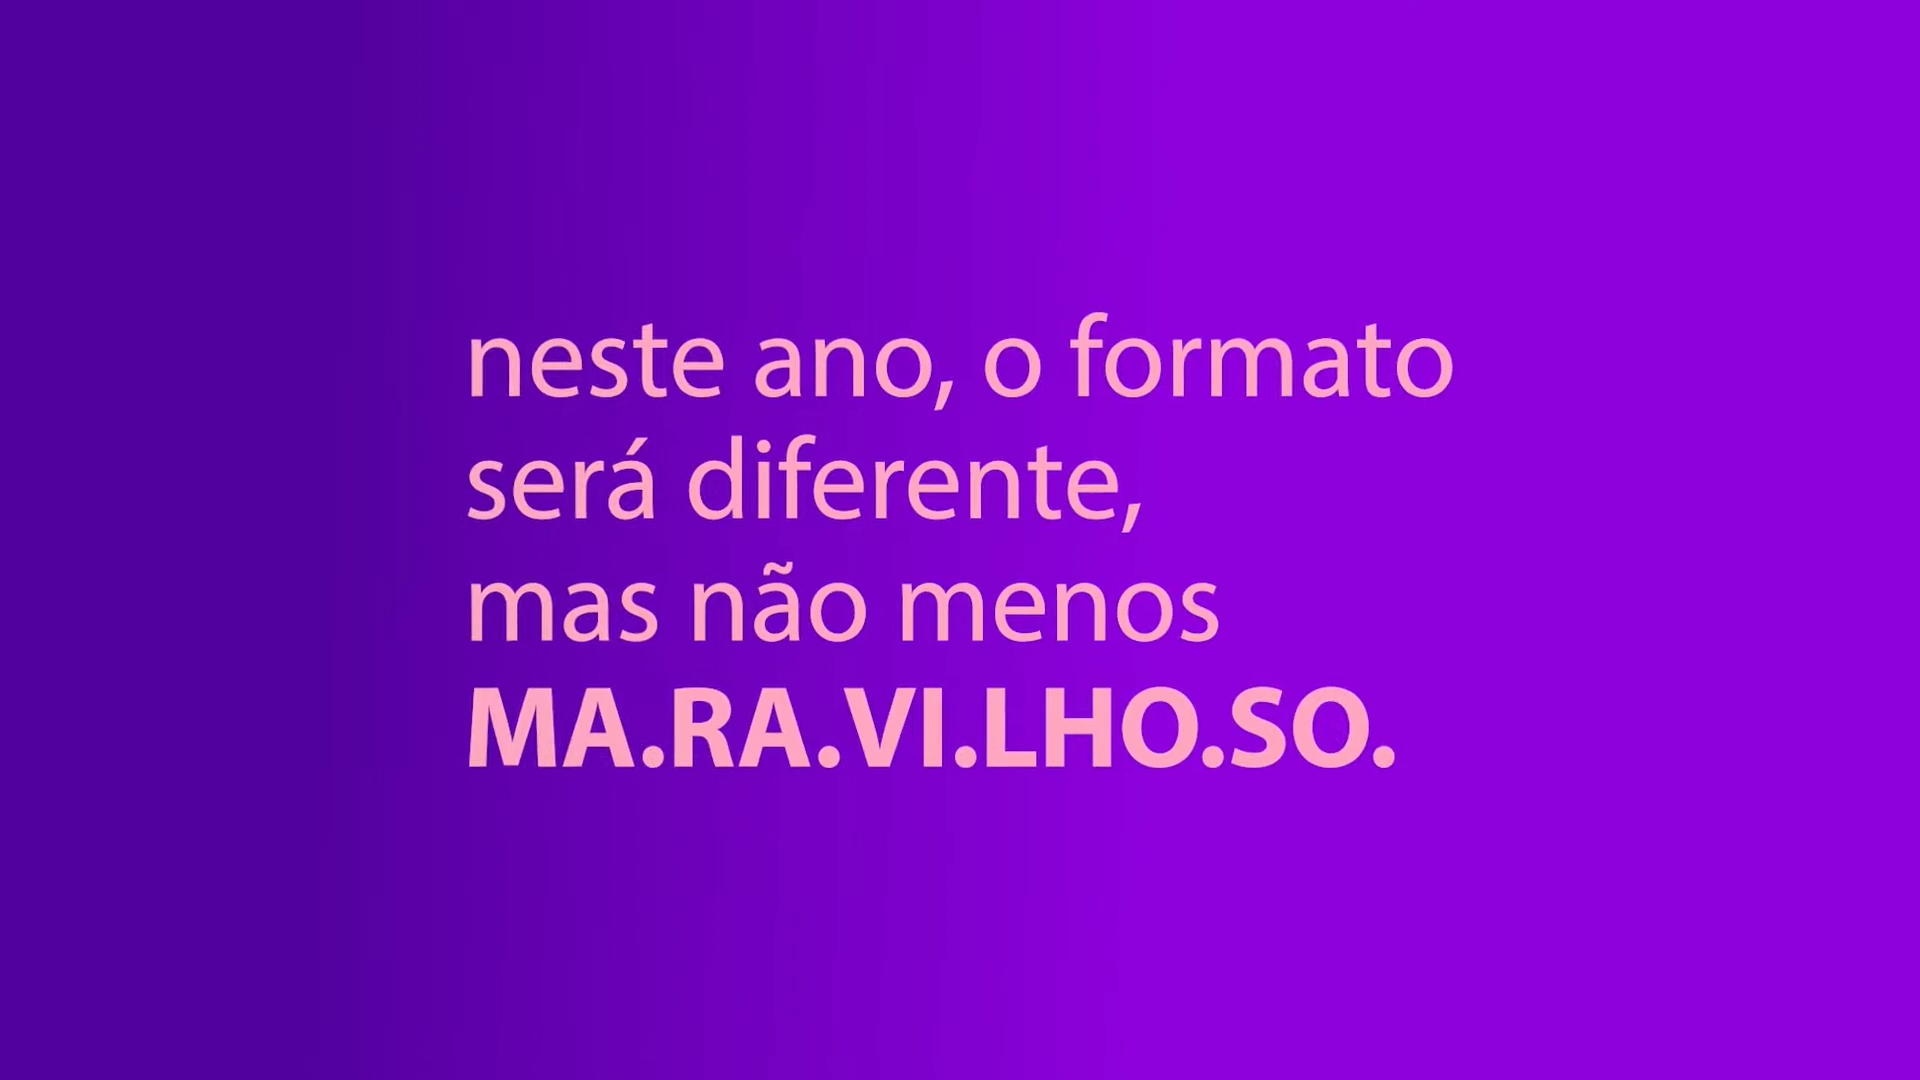 neste ano, o formato
será diferente,
mas não menos
MA.RA.VI.LHO.SO.